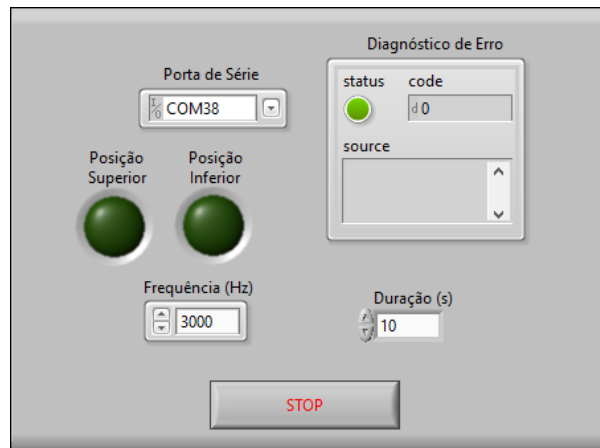 Diagnóstico de Erro
Porta de Série
status code
I/O COM38
d 0
source
Posição Superior
Posição Inferior
Frequência (Hz)
3000
Duração (s)
10
STOP